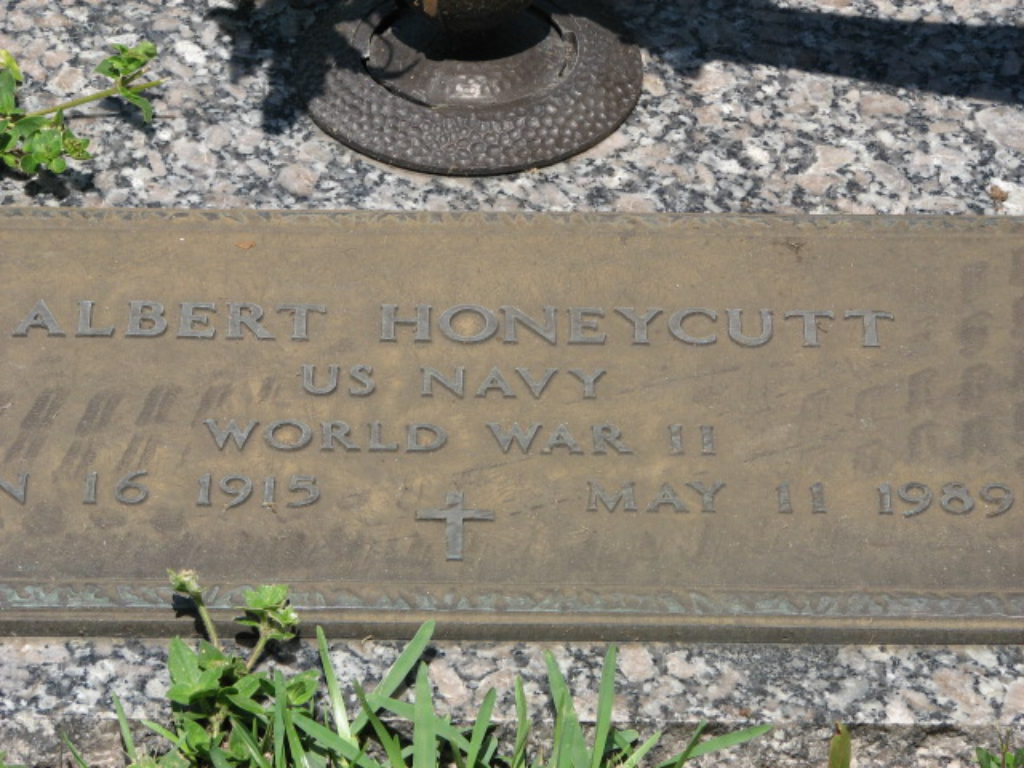 ALBERT HONEYCUTT
US NAVY
WORLD WAR II
N 16 1915 MAY 11 1989